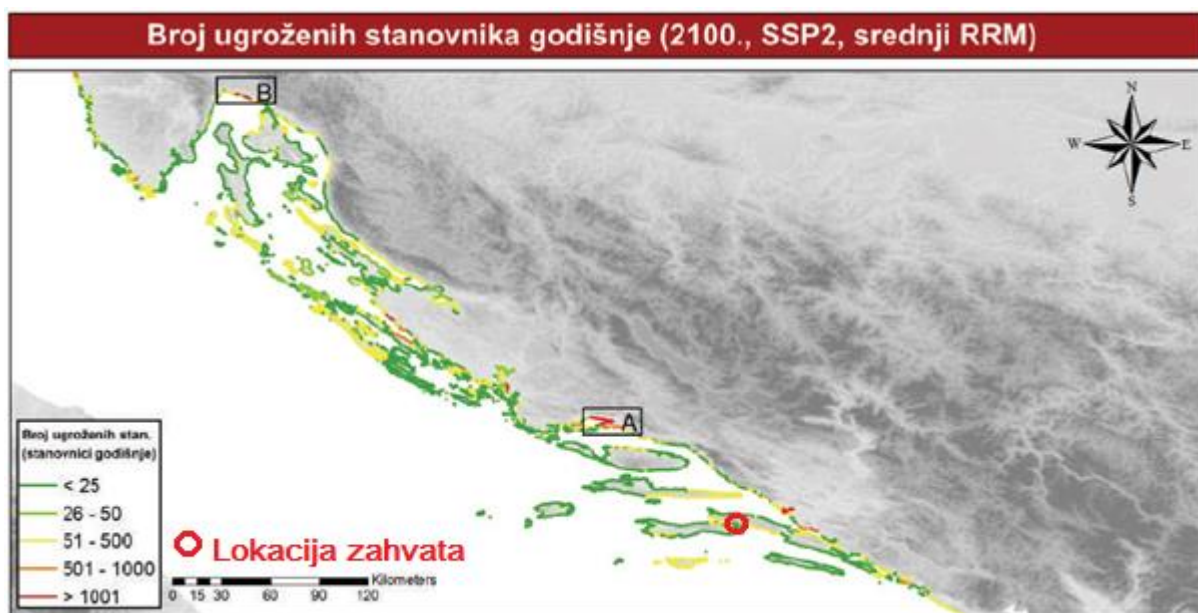 Broj ugroženih stanovnika godišnje (2100., SSP2, srednji RRM)
B
N
W
E
S
A
Broj ugroženih stan.
(stanovnici godišnje)
< 25
26 - 50
51 - 500
501 - 1000
> 1001
Lokacija zahvata
Kilometers
0 15 30 60 90 120